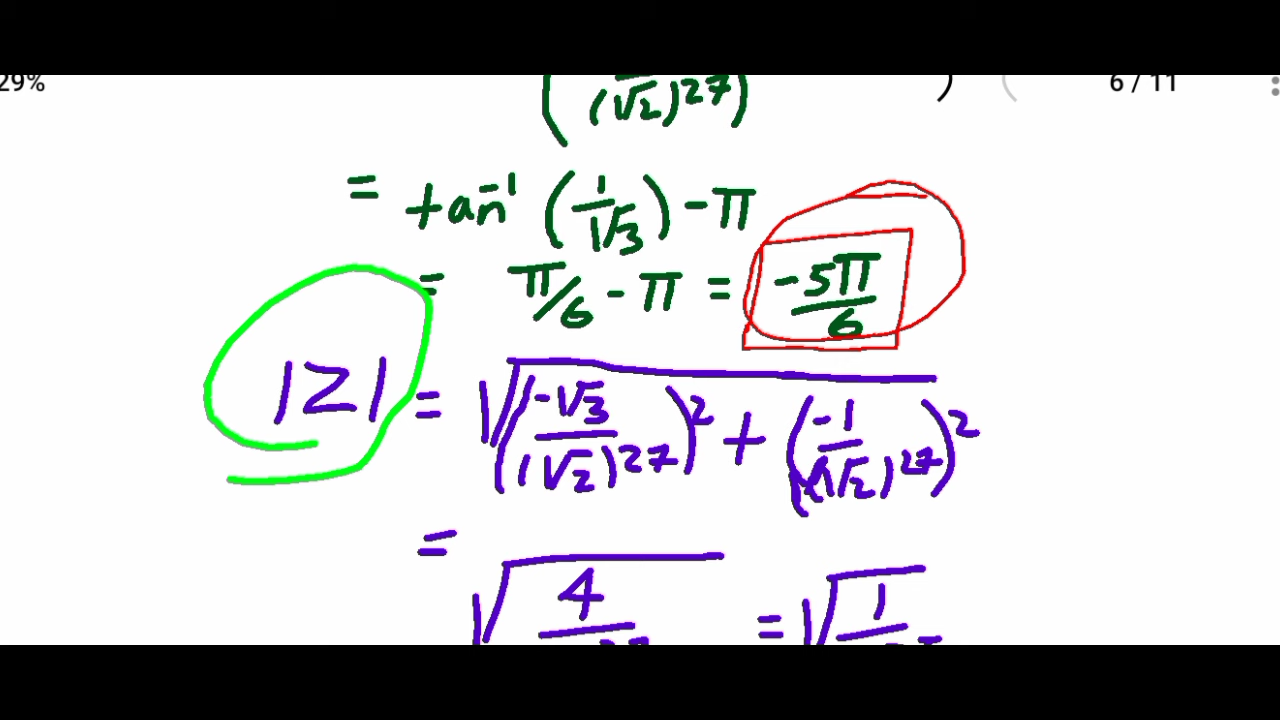 29% 6 / 11
(√2)^27)
= tan^-1 (1/√3) - π
= π/6 - π = -5π/6
|Z| = √((-√3/(√2)^27)^2 + (-1/(√2)^27)^2)
= √4 = √1